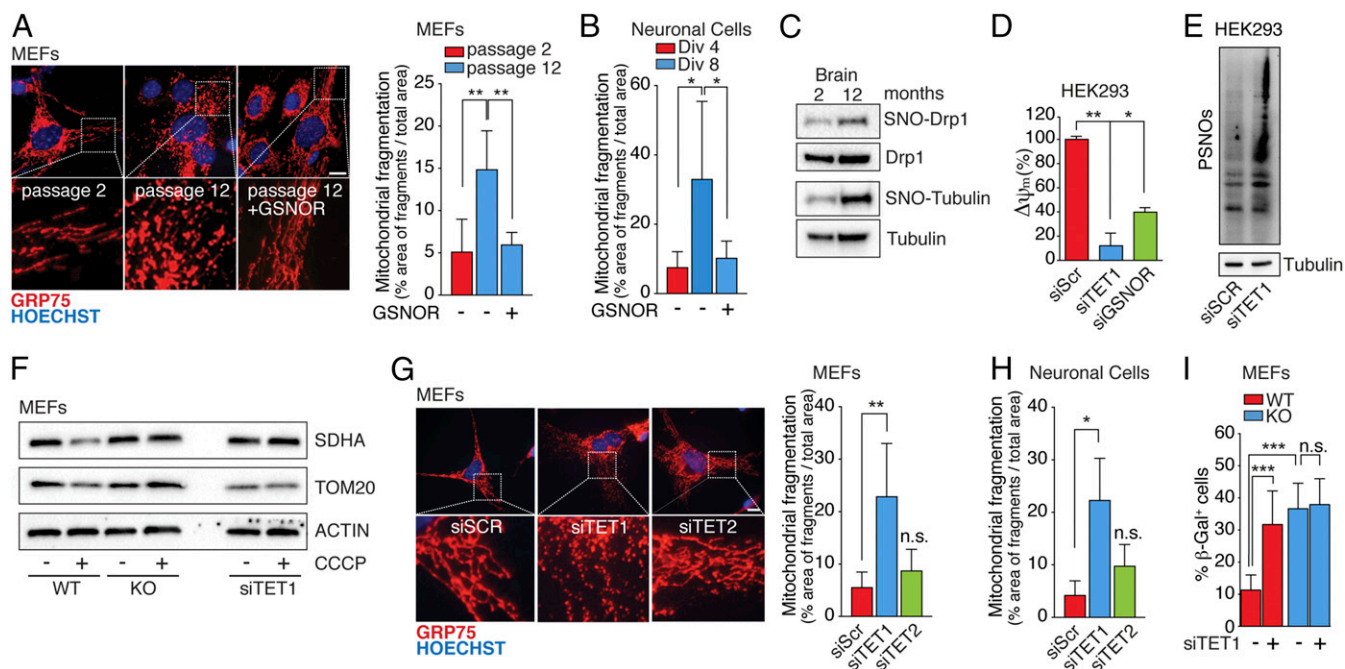 A
MEFs
passage 2
passage 12
passage 12
+GSNOR
GRP75
HOECHST
MEFs
passage 2
passage 12
Mitochondrial fragmentation
(% area of fragments / total area)
25
20
15
10
5
0
** **
GSNOR - - +
B
Neuronal Cells
Div 4
Div 8
Mitochondrial fragmentation
(% area of fragments / total area)
60
40
20
0
* *
GSNOR - - +
C
Brain
2 12 months
SNO-Drp1
Drp1
SNO-Tubulin
Tubulin
D
HEK293
Δψm(%)
100
80
60
40
20
0
** *
siScr
siTET1
siGSNOR
E
HEK293
PSNOs
Tubulin
siSCR
siTET1
F
MEFs
SDHA
TOM20
ACTIN
- + - + - + CCCP
WT KO siTET1
G
MEFs
siSCR
siTET1
siTET2
GRP75
HOECHST
MEFs
Mitochondrial fragmentation
(% area of fragments / total area)
40
30
20
10
0
**
n.s.
siScr
siTET1
siTET2
H
Neuronal Cells
Mitochondrial fragmentation
(% area of fragments / total area)
40
30
20
10
0
*
n.s.
siScr
siTET1
siTET2
I
MEFs
WT
KO
% β-Gal+ cells
60
50
40
30
20
10
0
*** n.s.
***
siTET1 - + - +